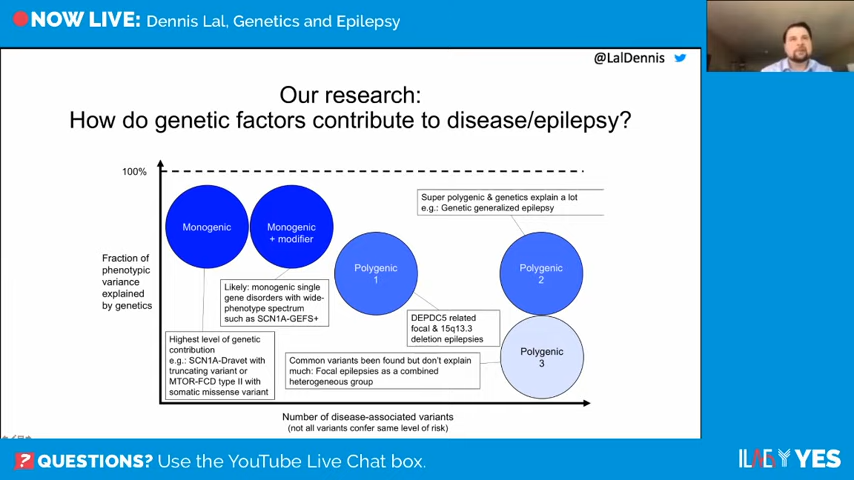 NOW LIVE: Dennis Lal, Genetics and Epilepsy
@LalDennis
Our research:
How do genetic factors contribute to disease/epilepsy?
100%
Fraction of
phenotypic
variance
explained
by genetics
Monogenic
Monogenic
+ modifier
Polygenic
1
Polygenic
2
Polygenic
3
Super polygenic & genetics explain a lot
e.g.: Genetic generalized epilepsy
Likely: monogenic single
gene disorders with wide-
phenotype spectrum
such as SCN1A-GEFS+
DEPDC5 related
focal & 15q13.3
deletion epilepsies
Highest level of genetic
contribution
e.g.: SCN1A-Dravet with
truncating variant or
MTOR-FCD type II with
somatic missense variant
Common variants been found but don't explain
much: Focal epilepsies as a combined
heterogeneous group
Number of disease-associated variants
(not all variants confer same level of risk)
? QUESTIONS? Use the YouTube Live Chat box.
ILAE YES